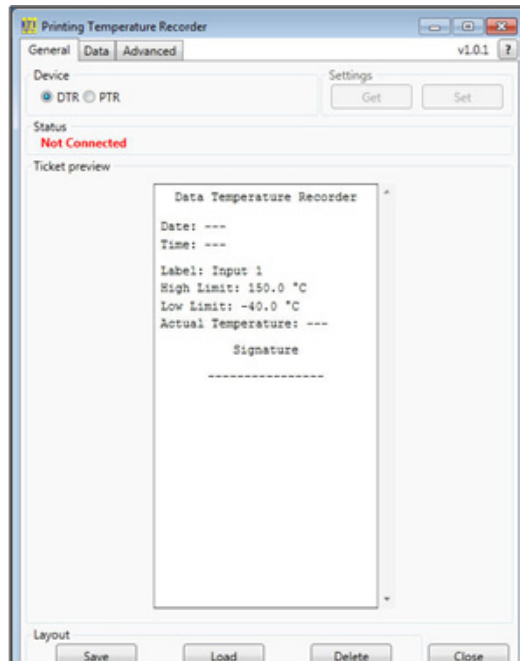 Printing Temperature Recorder
General Data Advanced v1.0.1 ?
Device
DTR PTR
Settings
Get Set
Status
Not Connected
Ticket preview
Data Temperature Recorder
Date: ---
Time: ---
Label: Input 1
High Limit: 150.0 °C
Low Limit: -40.0 °C
Actual Temperature: ---
Signature
----------------
Layout
Save Load Delete Close